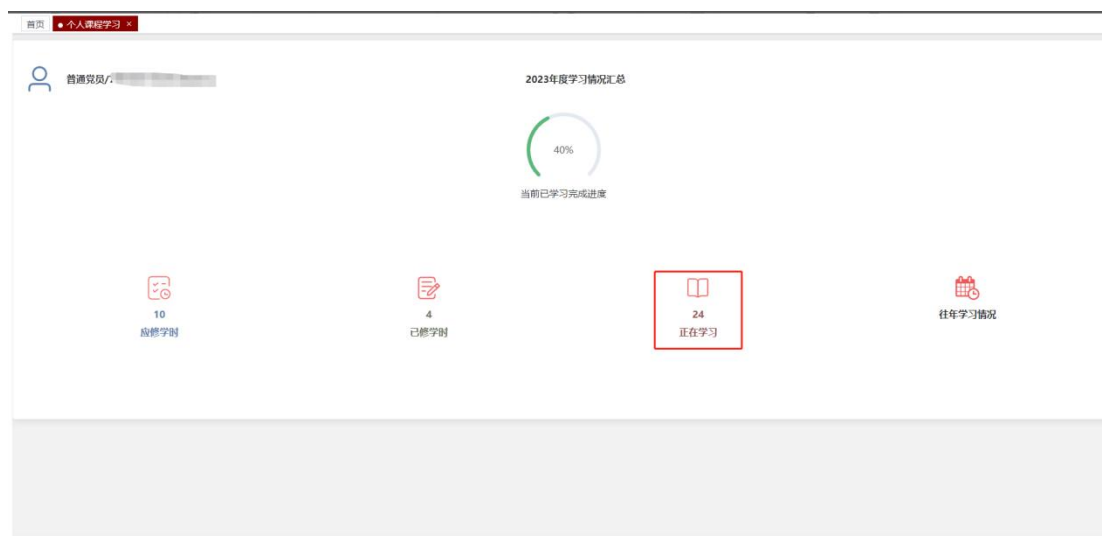 首页 ● 个人课程学习 ×
普通党员/
2023年度学习情况汇总
40%
当前已学习完成进度
10
应修学时
4
已修学时
24
正在学习
往年学习情况